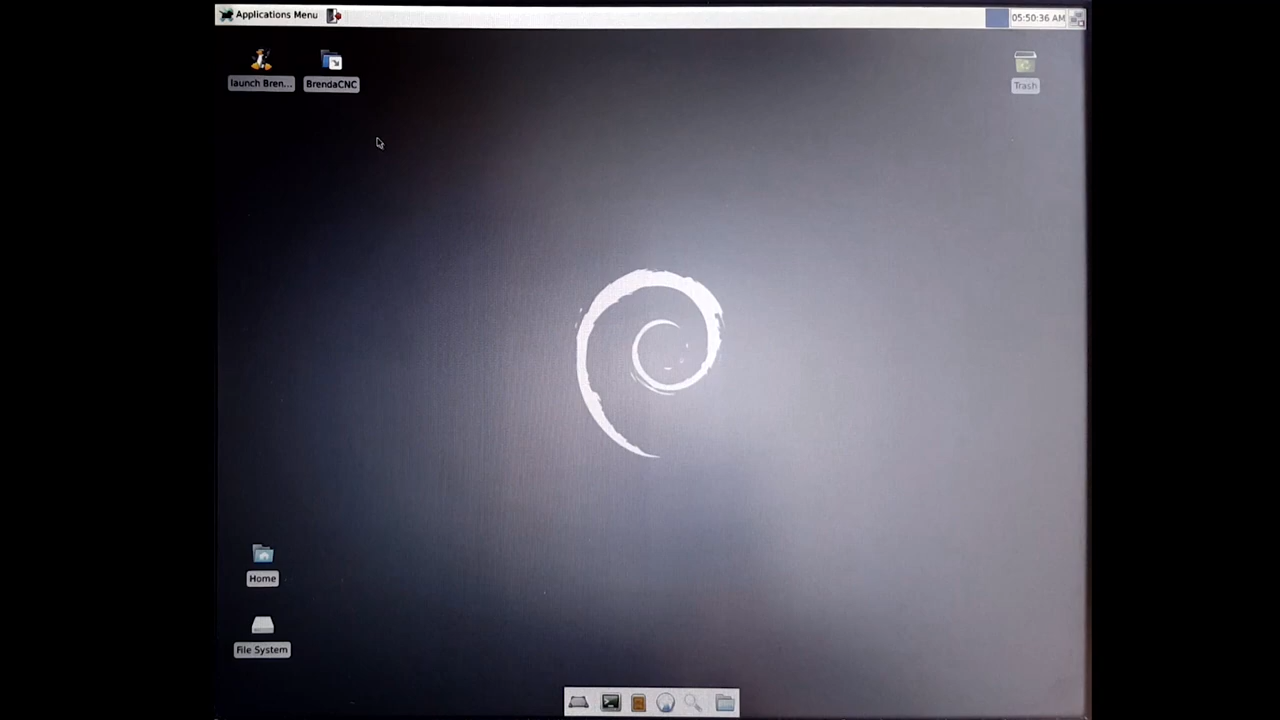 Applications Menu
05:50:36 AM
launch Bren...
BrendaCNC
Trash
Home
File System